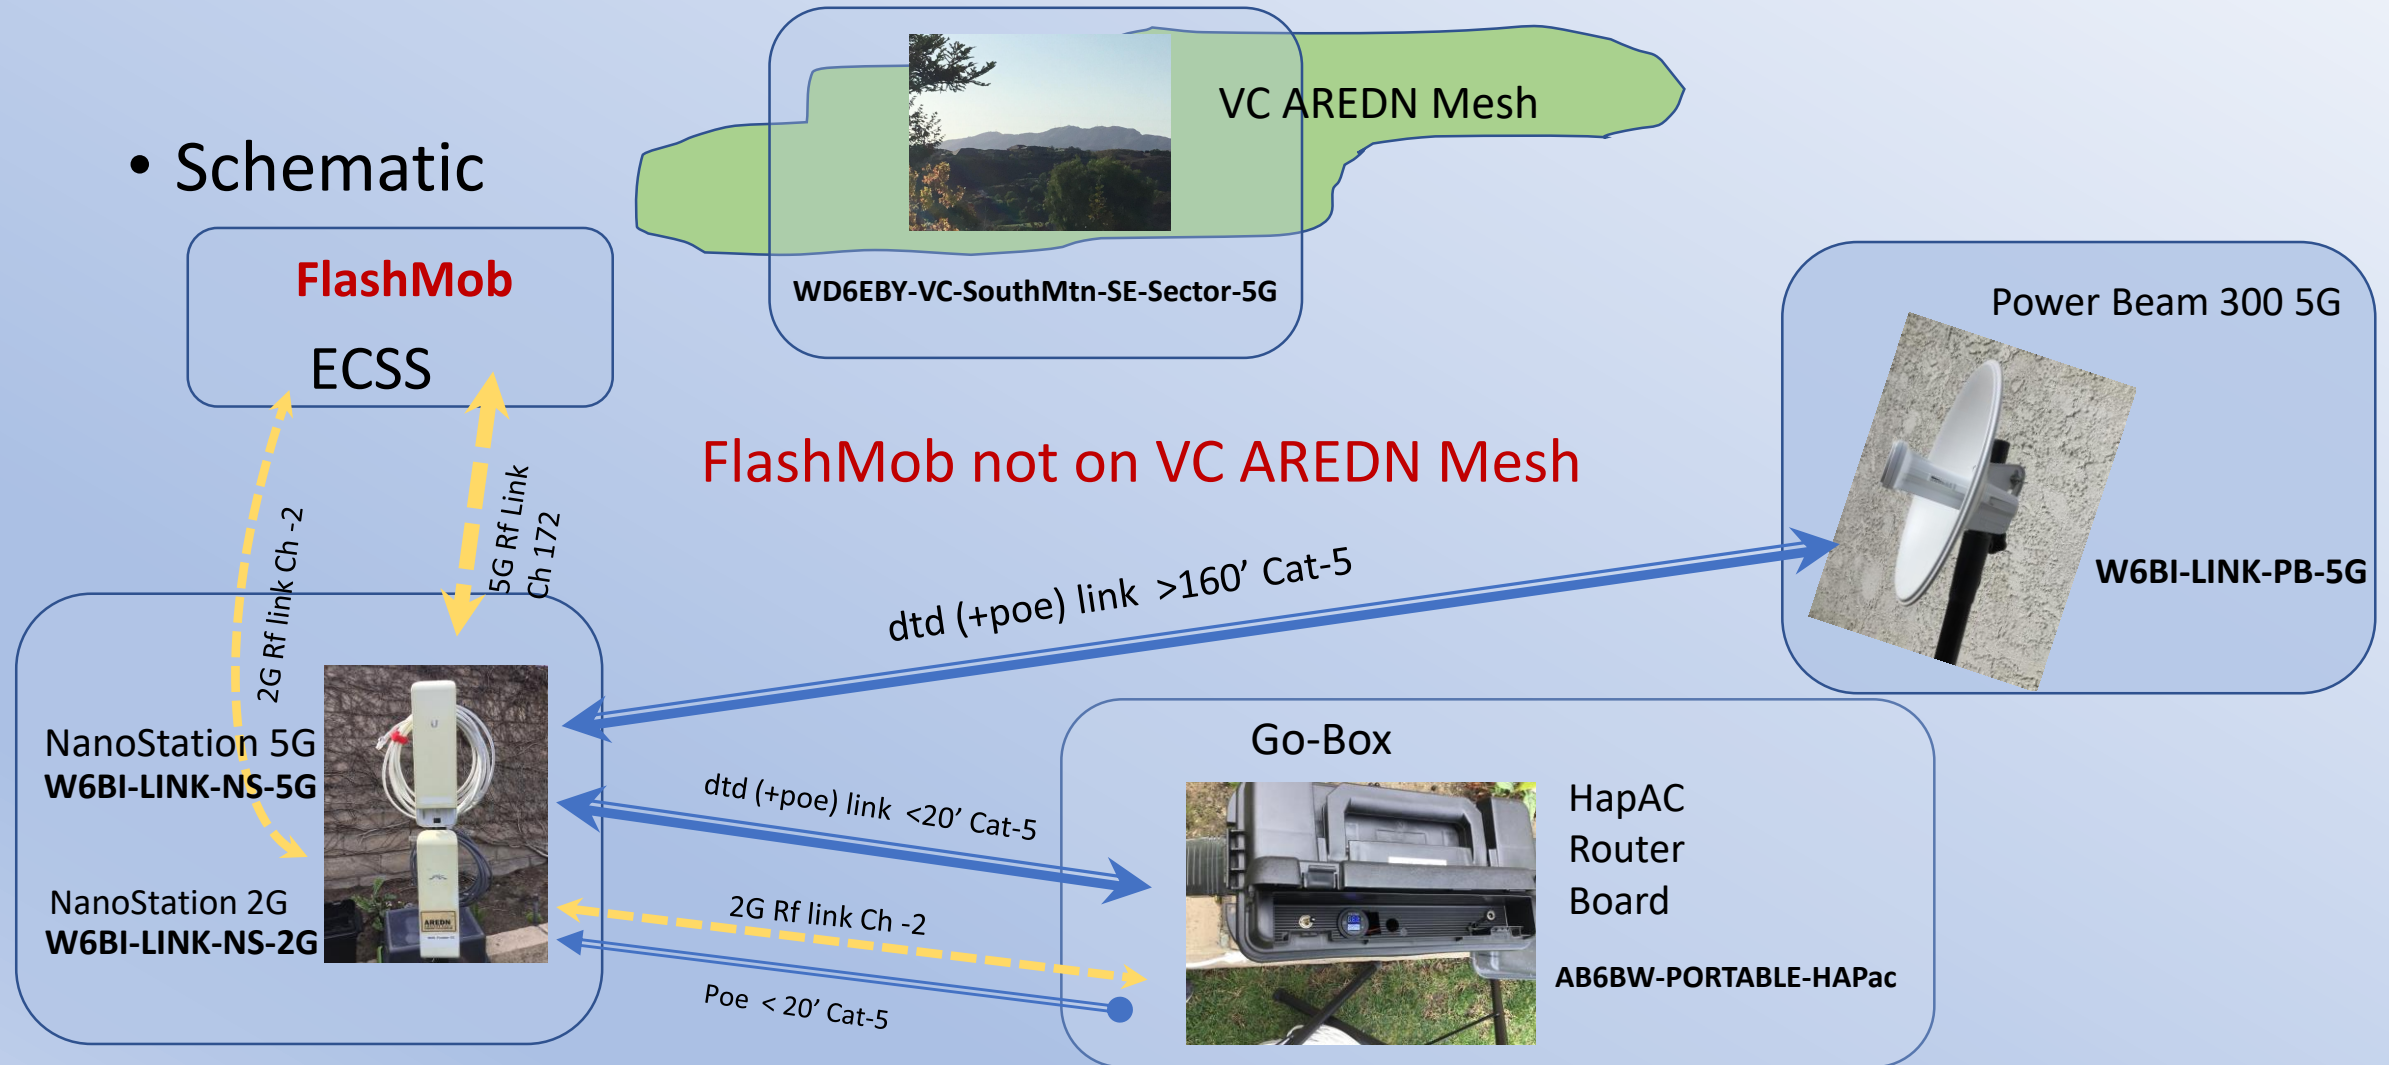 • Schematic
VC AREDN Mesh
WD6EBY-VC-SouthMtn-SE-Sector-5G
FlashMob
ECSS
Power Beam 300 5G
W6BI-LINK-PB-5G
FlashMob not on VC AREDN Mesh
2G Rf link Ch -2
5G Rf Link
Ch 172
dtd (+poe) link >160’ Cat-5
NanoStation 5G
W6BI-LINK-NS-5G
NanoStation 2G
W6BI-LINK-NS-2G
AREDN
dtd (+poe) link <20’ Cat-5
2G Rf link Ch -2
Poe < 20’ Cat-5
Go-Box
HapAC
Router
Board
AB6BW-PORTABLE-HAPac